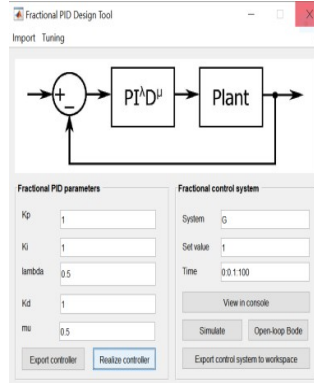 Fractional PID Design Tool
Import Tuning
+
−
PI^λD^μ
Plant
Fractional PID parameters
Kp 1
Ki 1
lambda 0.5
Kd 1
mu 0.5
Export controller Realize controller
Fractional control system
System G
Set value 1
Time 0:0.1:100
View in console
Simulate Open-loop Bode
Export control system to workspace